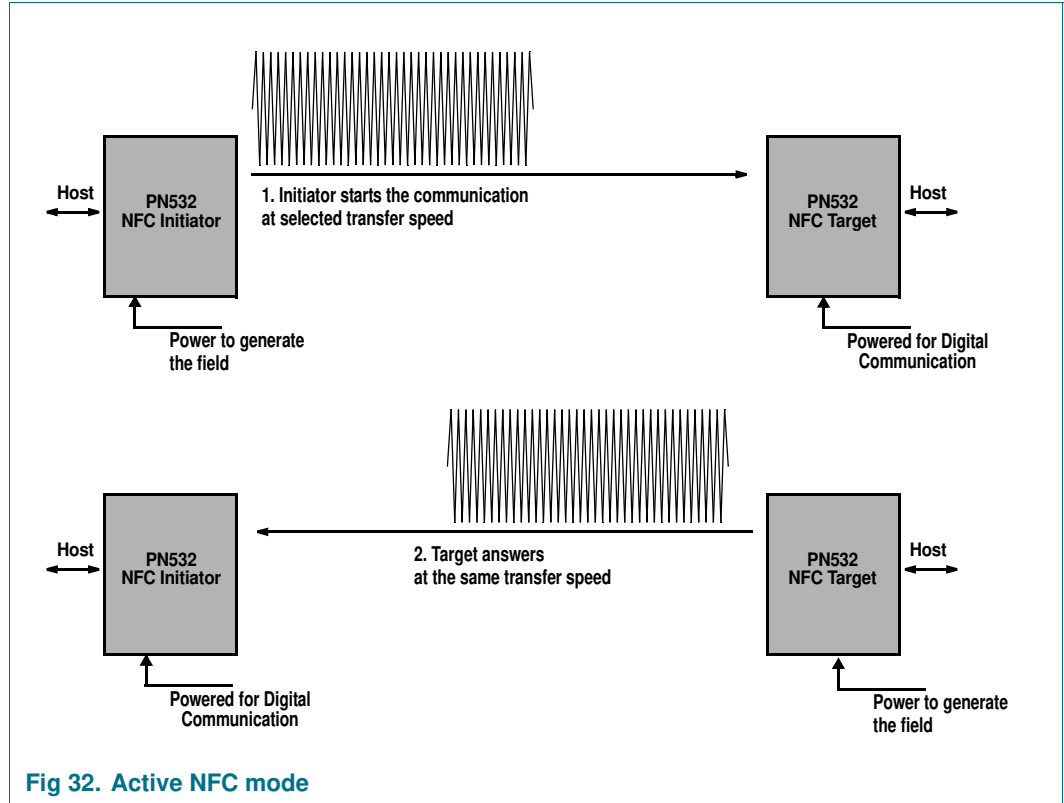 Host
PN532
NFC Initiator
1. Initiator starts the communication
at selected transfer speed
PN532
NFC Target
Host
Power to generate
the field
Powered for Digital
Communication
Host
PN532
NFC Initiator
2. Target answers
at the same transfer speed
PN532
NFC Target
Host
Powered for Digital
Communication
Power to generate
the field
Fig 32. Active NFC mode